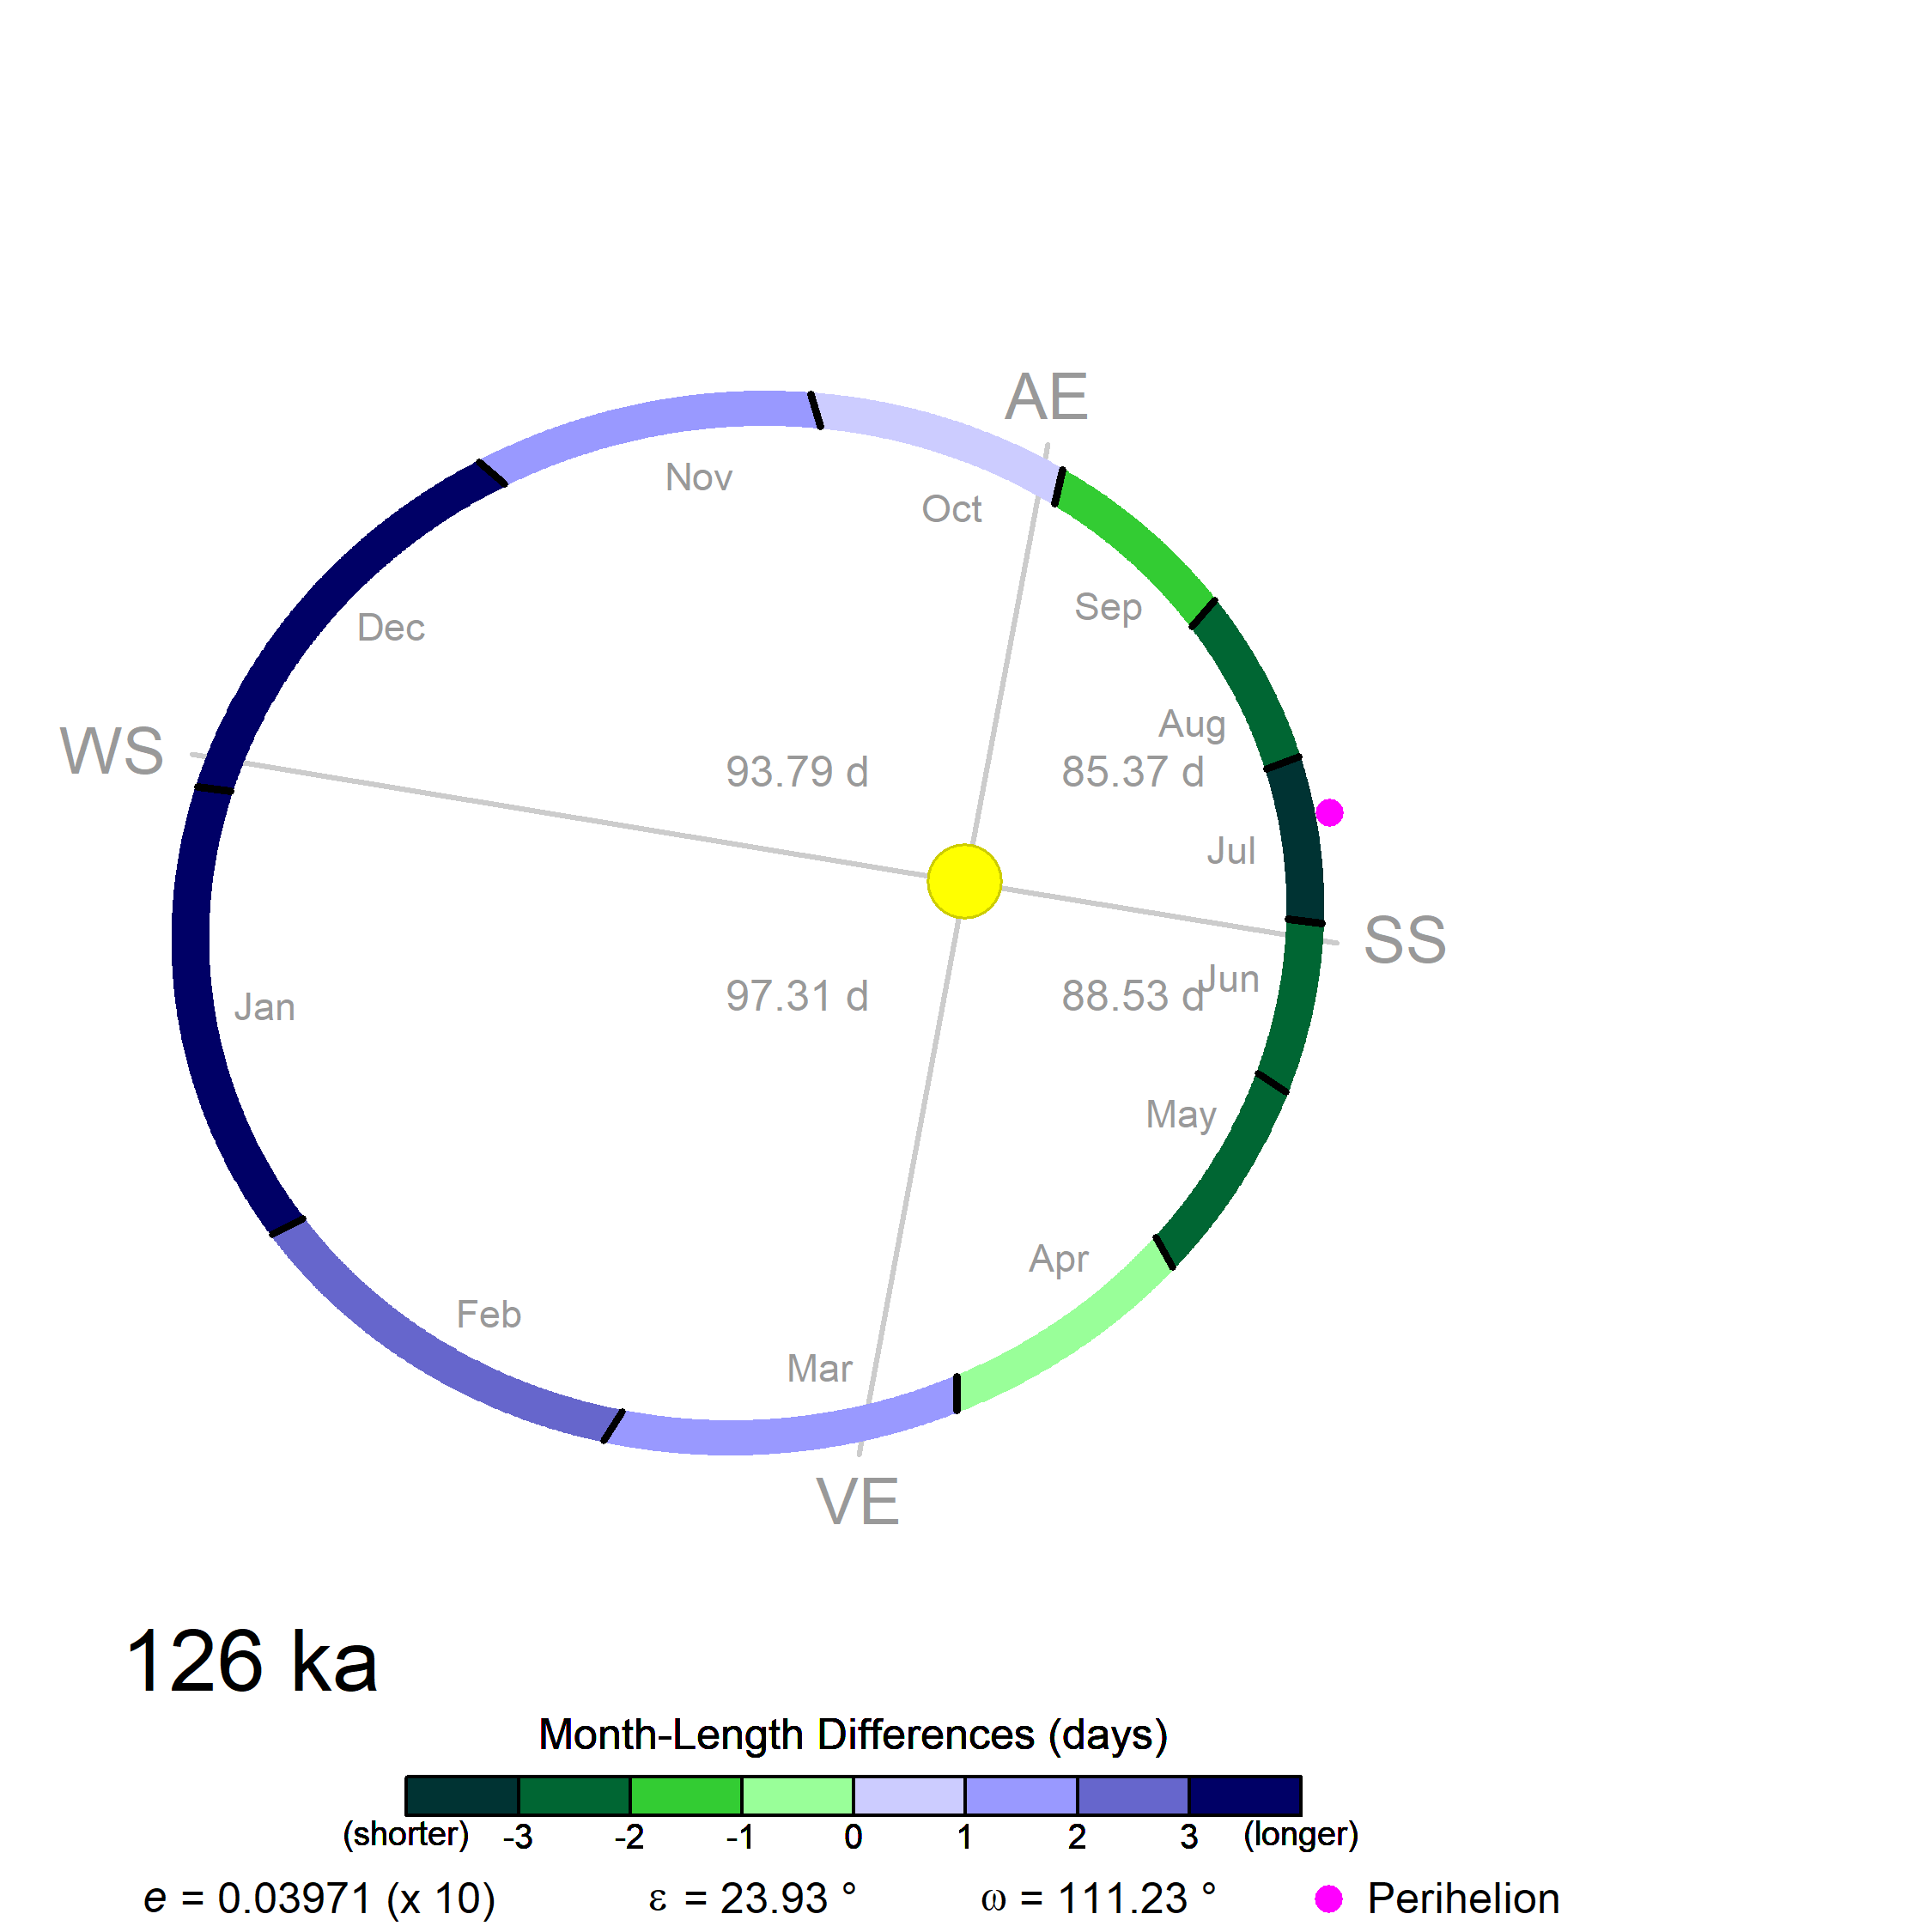 AE
Nov
Oct
Sep
Dec
Aug
WS
93.79 d
85.37 d
Jul
SS
Jun
97.31 d
88.53 d
Jan
May
Apr
Feb
Mar
VE
126 ka
Month-Length Differences (days)
(shorter) -3 -2 -1 0 1 2 3 (longer)
e = 0.03971 (x 10) ε = 23.93 ° ω = 111.23 ° Perihelion